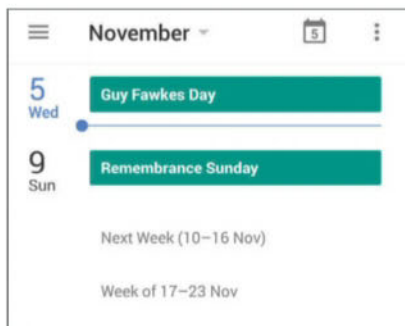 November
5
5
Wed
Guy Fawkes Day
9
Sun
Remembrance Sunday
Next Week (10–16 Nov)
Week of 17–23 Nov